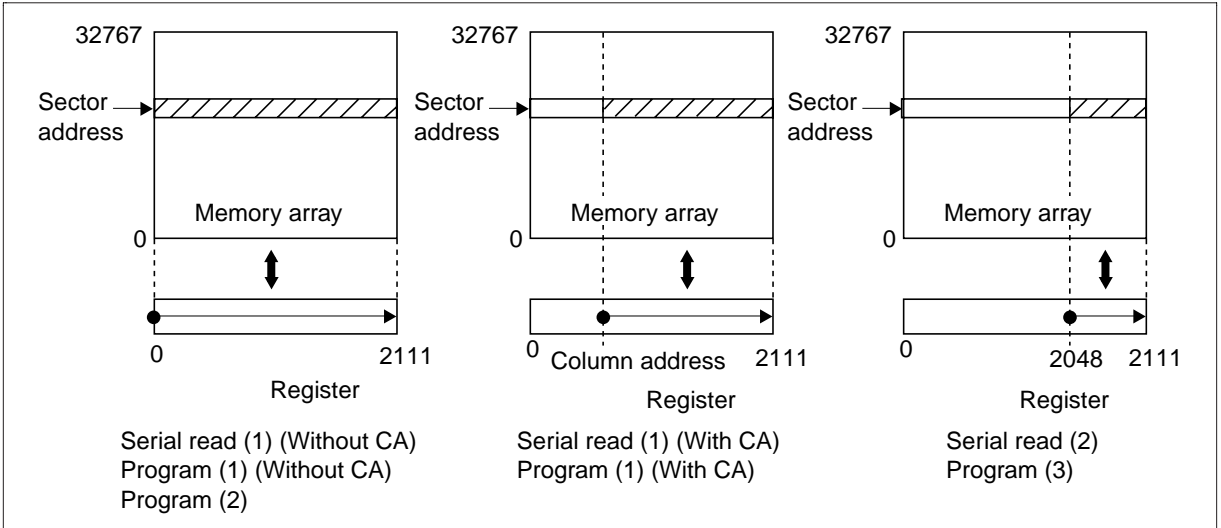 32767
Sector
address
Memory array
0
0
2111
Register
Serial read (1) (Without CA)
Program (1) (Without CA)
Program (2)
32767
Sector
address
Memory array
0
0
Column address
2111
Register
Serial read (1) (With CA)
Program (1) (With CA)
32767
Sector
address
Memory array
0
0
2048
2111
Register
Serial read (2)
Program (3)